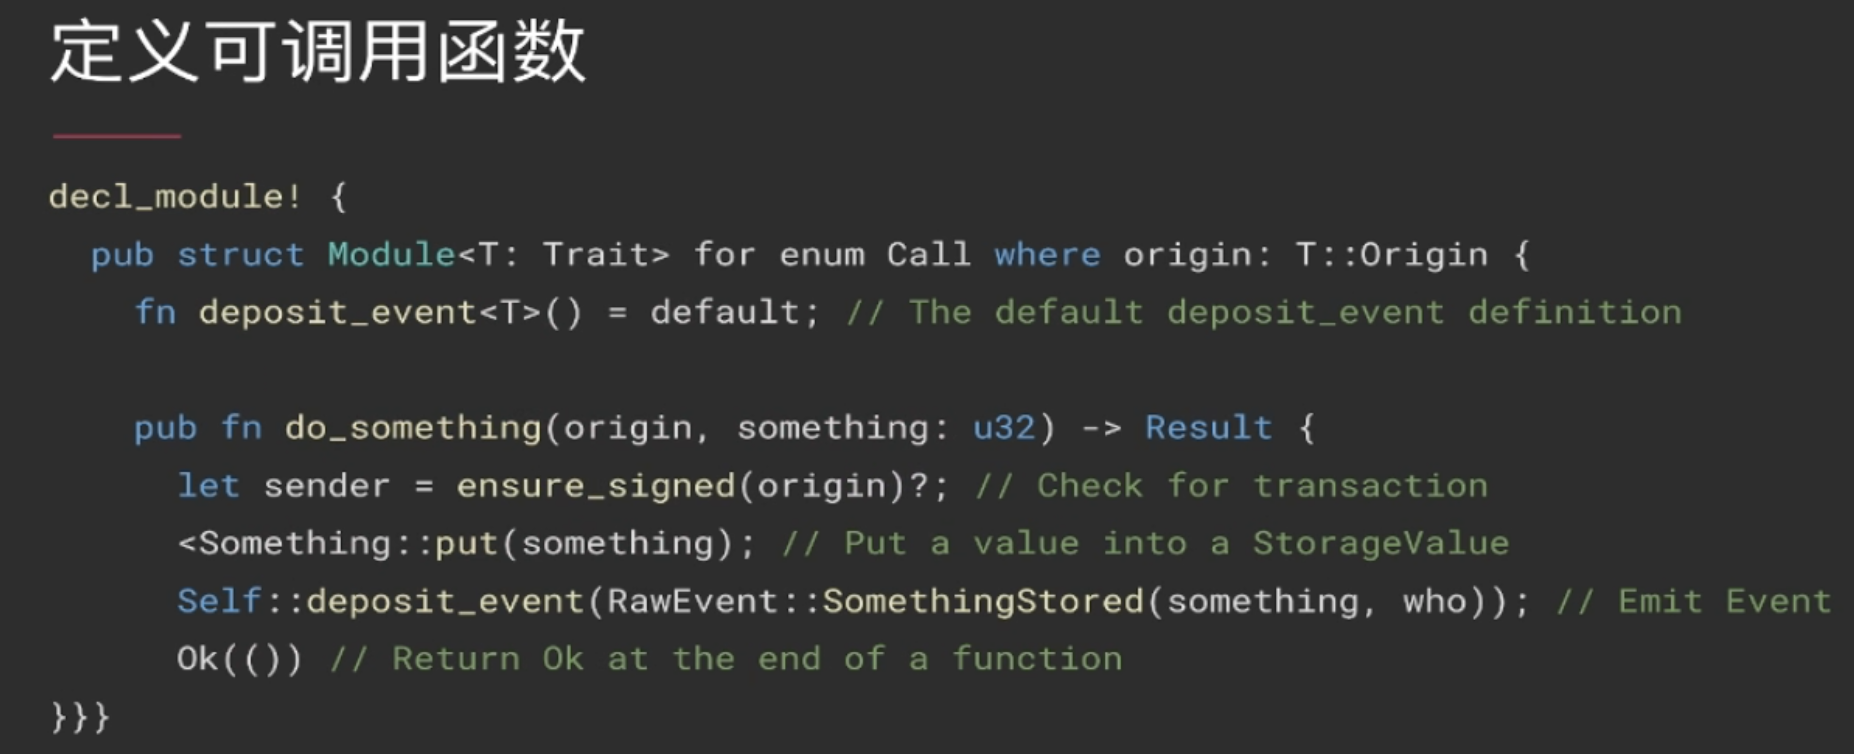 定义可调用函数
decl_module! {
  pub struct Module<T: Trait> for enum Call where origin: T::Origin {
    fn deposit_event<T>() = default; // The default deposit_event definition
    pub fn do_something(origin, something: u32) -> Result {
      let sender = ensure_signed(origin)?; // Check for transaction
      <Something::put(something); // Put a value into a StorageValue
      Self::deposit_event(RawEvent::SomethingStored(something, who)); // Emit Event
      Ok(()) // Return Ok at the end of a function
}}}